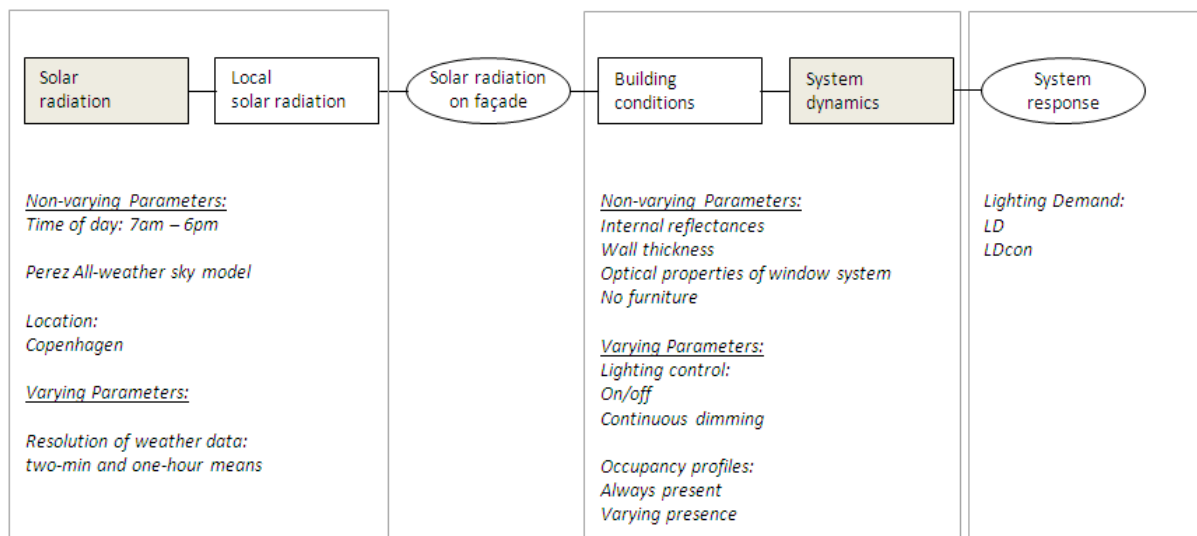 Solar
radiation
Local
solar radiation
Solar radiation
on façade
Building
conditions
System
dynamics
System
response
Non-varying Parameters:
Time of day: 7am – 6pm
Perez All-weather sky model
Location:
Copenhagen
Varying Parameters:
Resolution of weather data:
two-min and one-hour means
Non-varying Parameters:
Internal reflectances
Wall thickness
Optical properties of window system
No furniture
Varying Parameters:
Lighting control:
On/off
Continuous dimming
Occupancy profiles:
Always present
Varying presence
Lighting Demand:
LD
LDcon